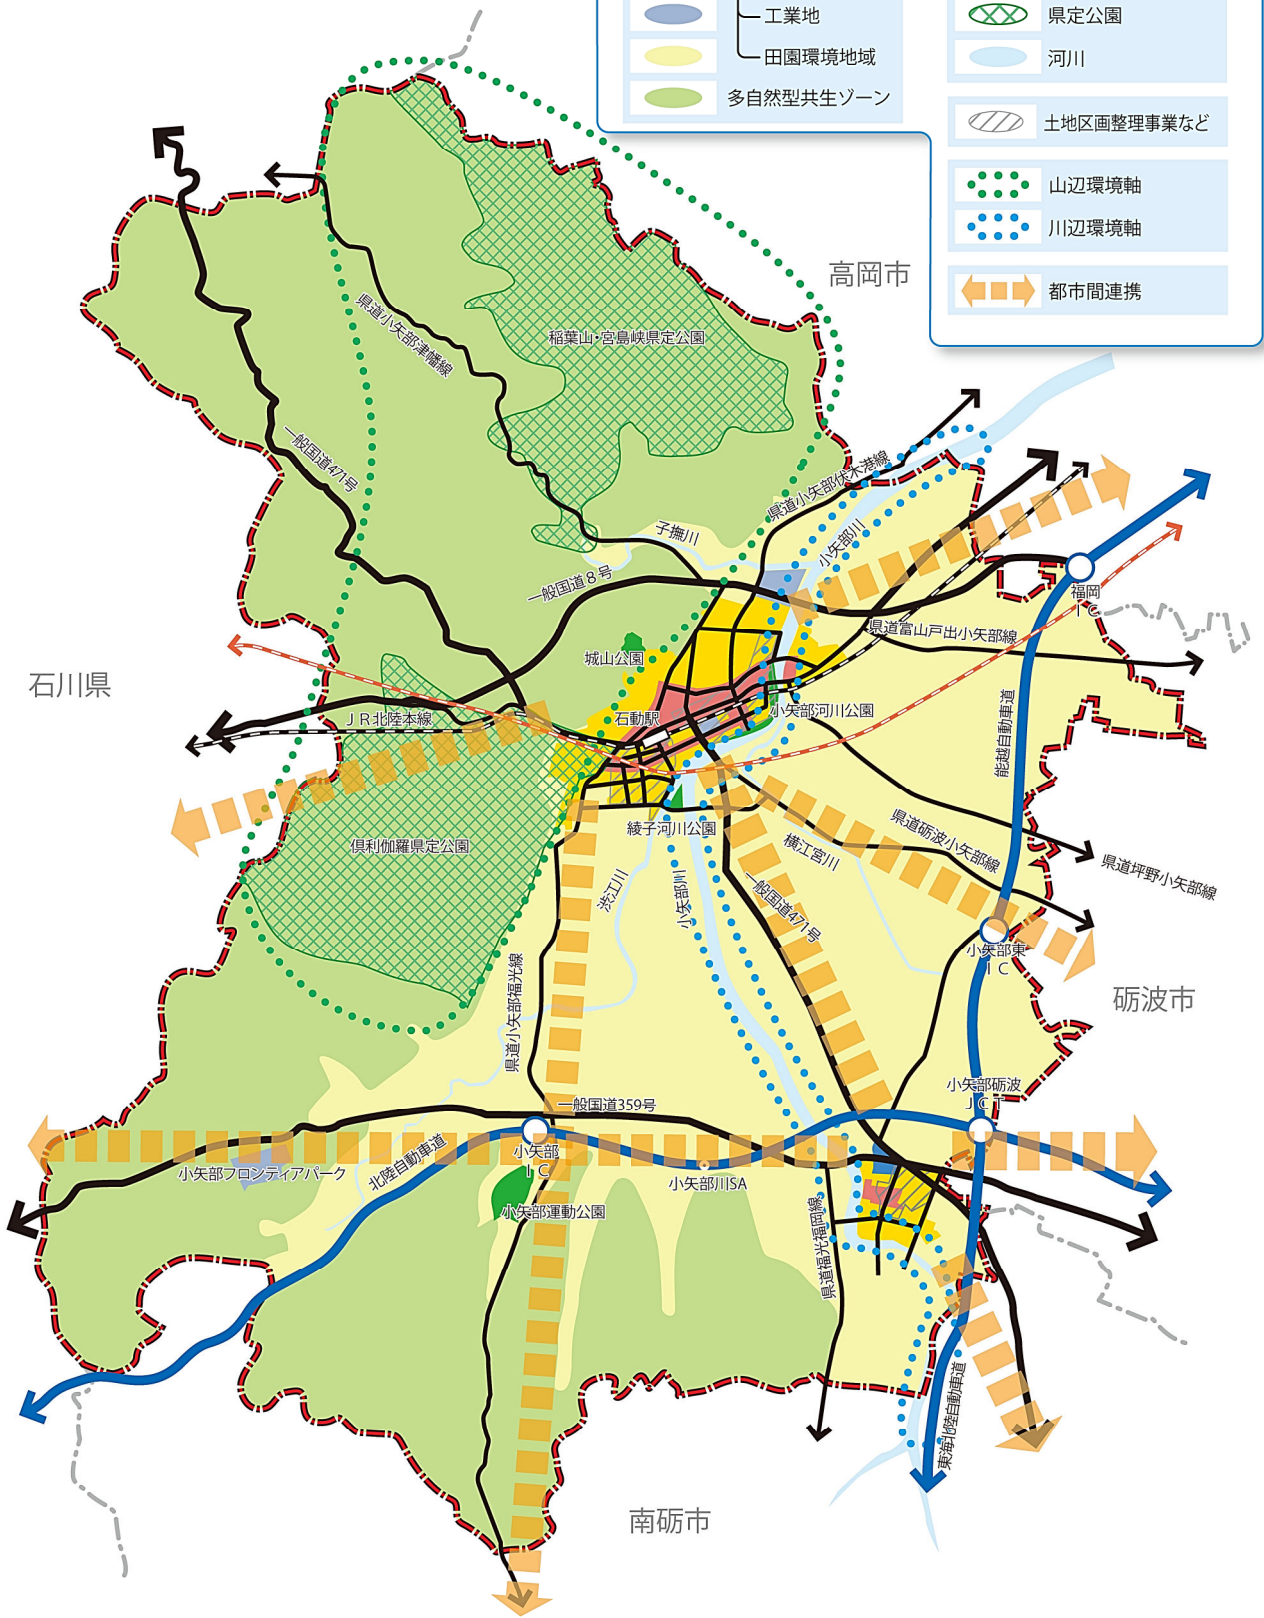 工業地
田園環境地域
多自然型共生ゾーン
県定公園
河川
土地区画整理事業など
山辺環境軸
川辺環境軸
都市間連携
高岡市
県道小矢部津幡線
稲葉山・宮島峡県定公園
一般国道471号
県道小矢部伏木港線
子撫川
小矢部川
一般国道8号
福岡
IC
県道富山戸出小矢部線
城山公園
石川県
JR北陸本線
石動駅
小矢部河川公園
能越自動車道
綾子河川公園
横江宮川
県道砺波小矢部線
県道坪野小矢部線
倶利伽羅県定公園
渋江川
小矢部川
一般国道471号
小矢部東
IC
県道小矢部福光線
砺波市
小矢部砺波
JCT
一般国道359号
小矢部フロンティアパーク
北陸自動車道
小矢部
IC
小矢部川SA
小矢部運動公園
県道福光福岡線
東海北陸自動車道
南砺市